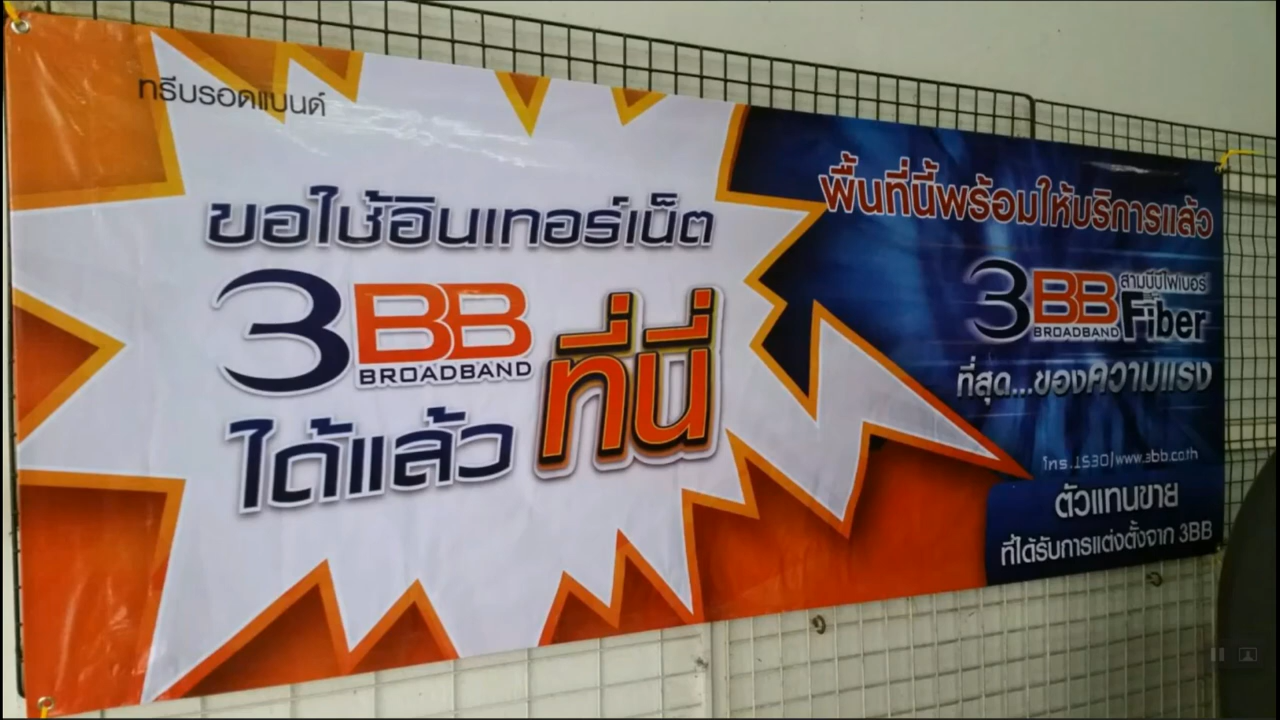 ทรีบรอดแบนด์
ขอใช้อินเทอร์เน็ต
3BB
BROADBAND
ได้แล้ว ที่นี่
พื้นที่นี้พร้อมให้บริการแล้ว
3BB สามบีบีไฟเบอร์
BROADBAND Fiber
ที่สุด...ของความแรง
โทร.1530/www.3bb.co.th
ตัวแทนขาย
ที่ได้รับการแต่งตั้งจาก 3BB